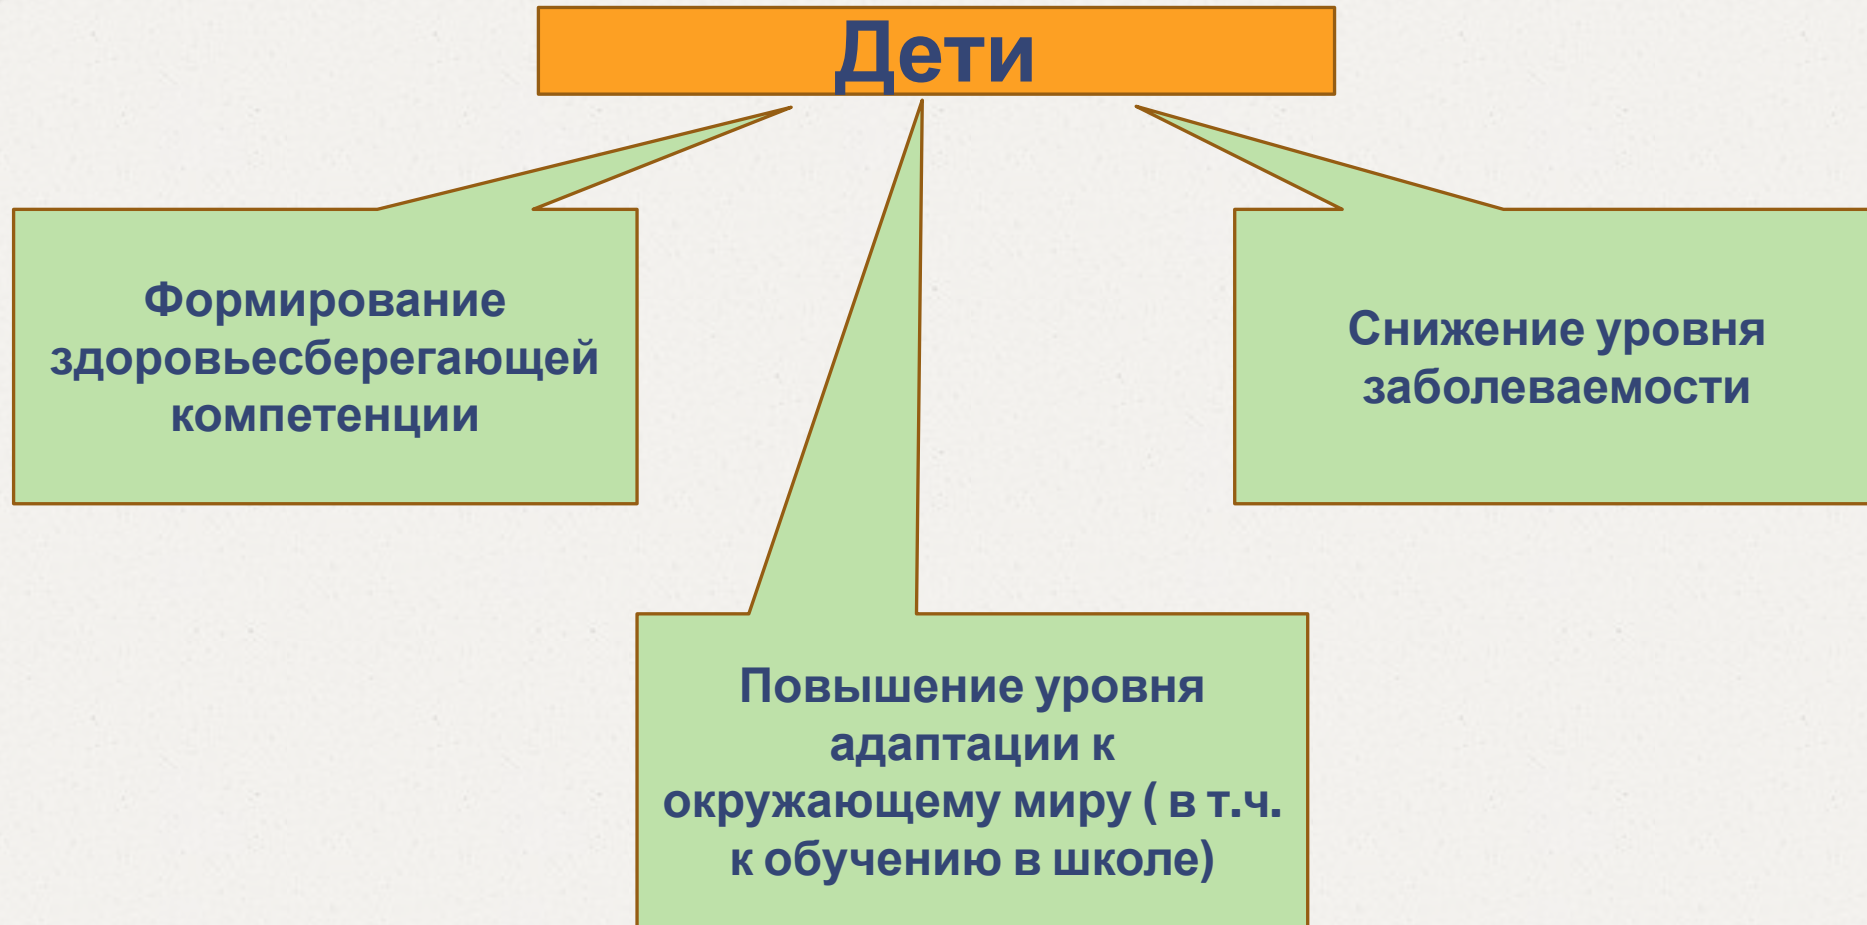 Дети
Формирование
здоровьесберегающей
компетенции
Снижение уровня
заболеваемости
Повышение уровня
адаптации к
окружающему миру ( в т.ч.
к обучению в школе)